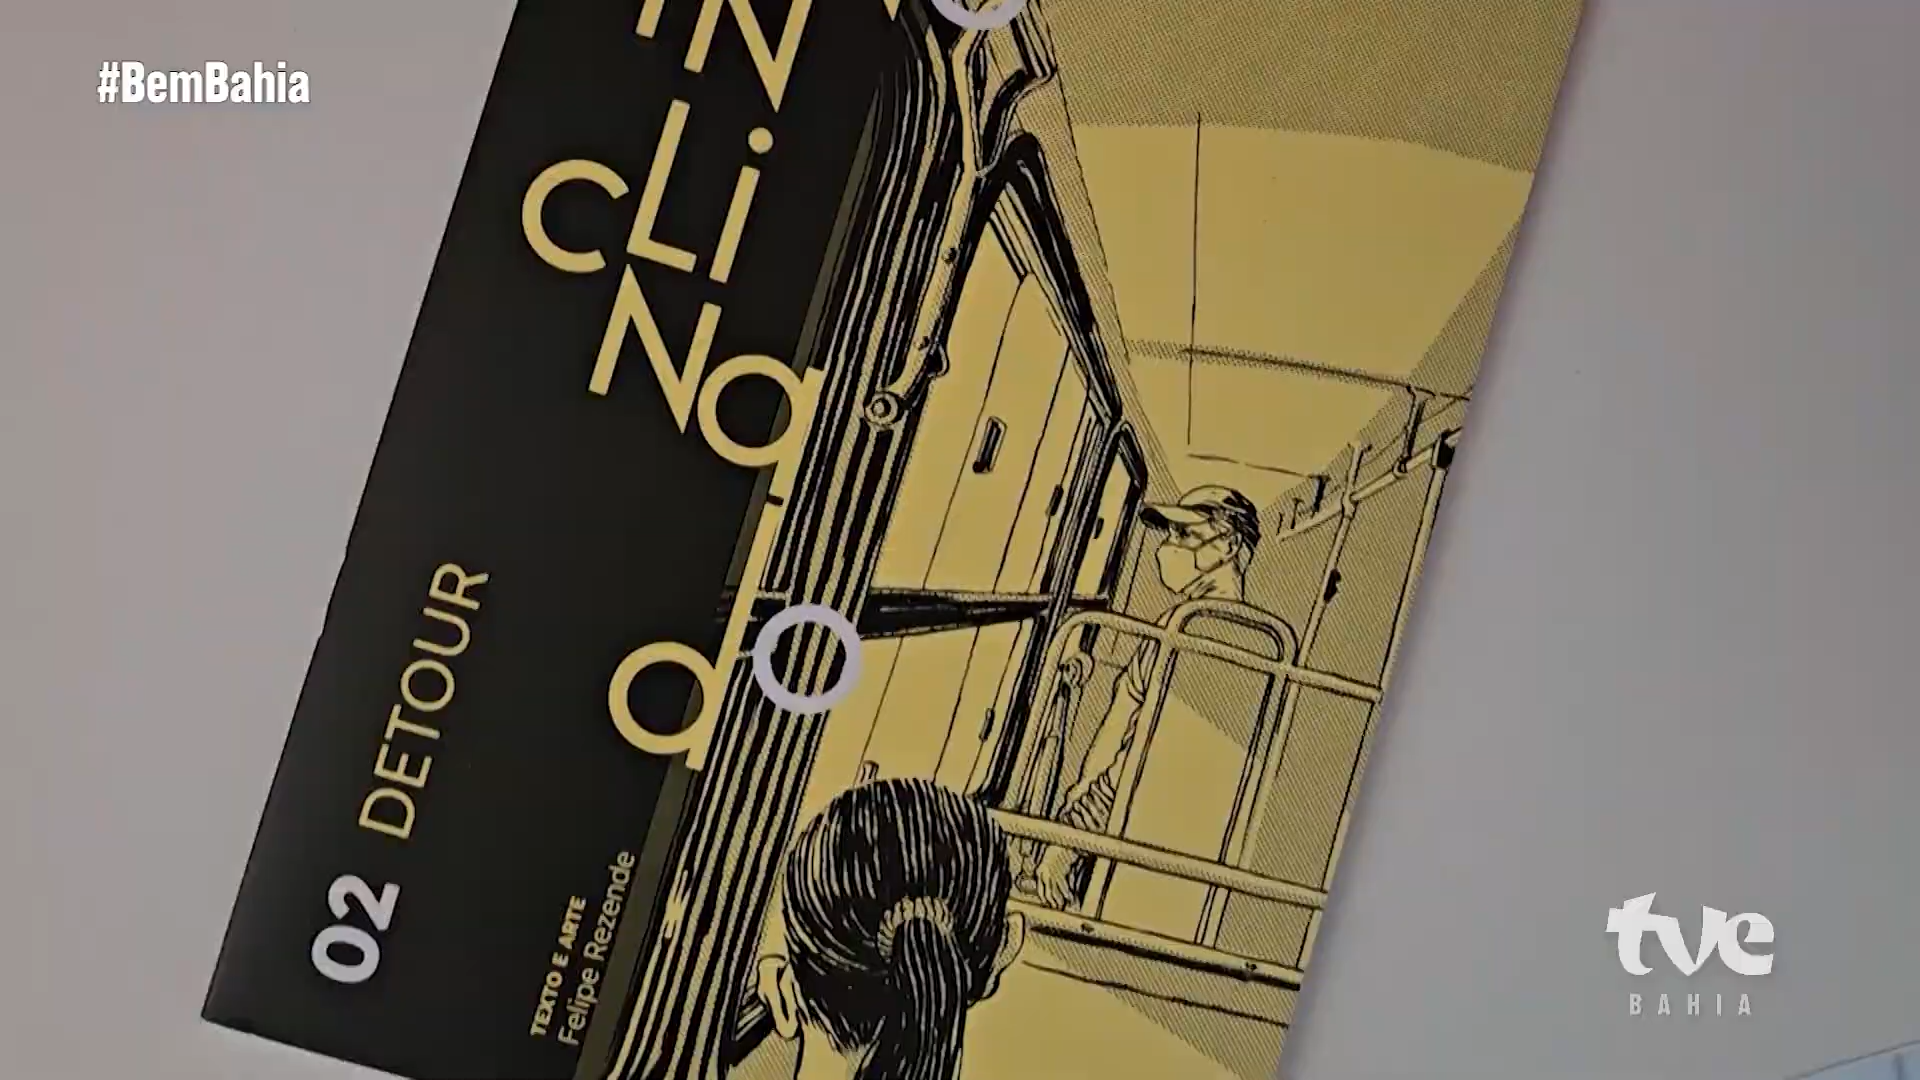 #BemBahia
IN
CLi
Na
d
02 DETOUR
TEXTO E ARTE
Felipe Rezende
tve
BAHIA